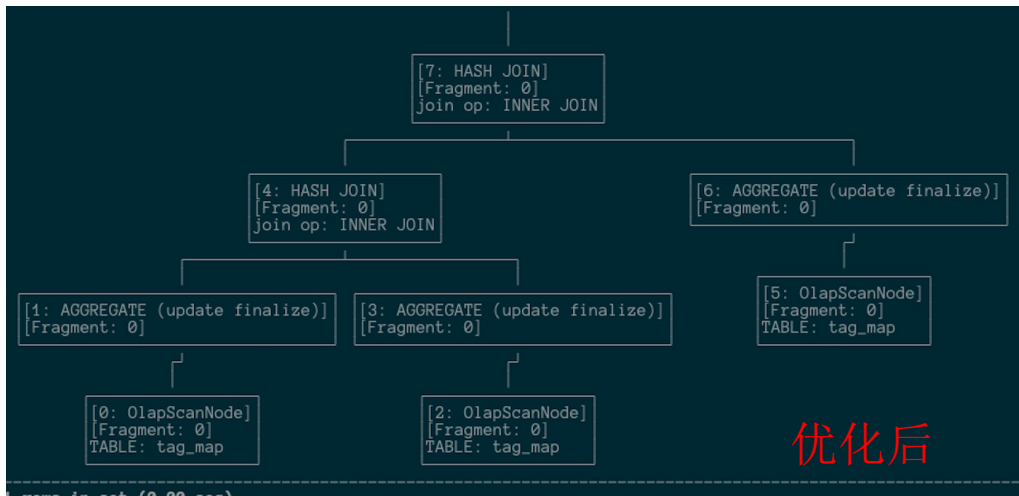 [7: HASH JOIN]
[Fragment: 0]
join op: INNER JOIN
[4: HASH JOIN]
[Fragment: 0]
join op: INNER JOIN
[6: AGGREGATE (update finalize)]
[Fragment: 0]
[1: AGGREGATE (update finalize)]
[Fragment: 0]
[3: AGGREGATE (update finalize)]
[Fragment: 0]
[5: OlapScanNode]
[Fragment: 0]
TABLE: tag_map
[0: OlapScanNode]
[Fragment: 0]
TABLE: tag_map
[2: OlapScanNode]
[Fragment: 0]
TABLE: tag_map
优化后